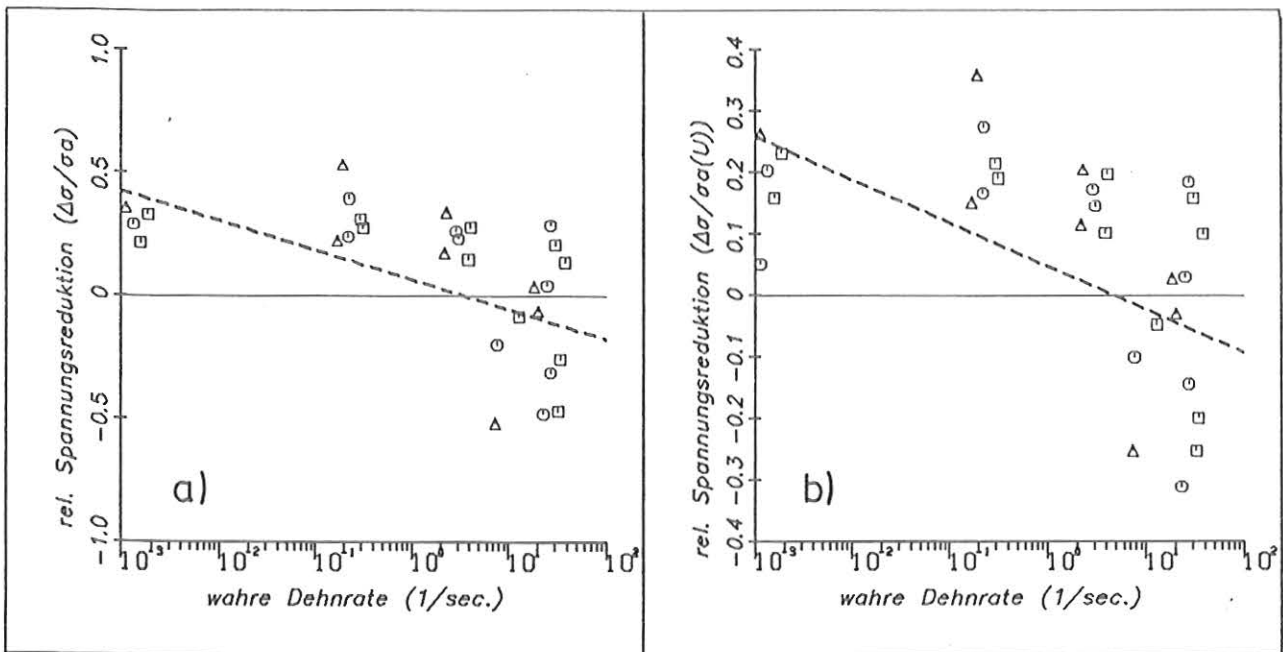 rel. Spannungsreduktion (Δσ/σa)
1.0
0.5
0
-0.5
1.0
a)
10⁻³ 10⁻² 10⁻¹ 10⁰ 10¹ 10²
wahre Dehnrate (1/sec.)
rel. Spannungsreduktion (Δσ/σa(U))
0.4
0.3
0.2
0.1
0
-0.1
-0.2
-0.3
-0.4
b)
10⁻³ 10⁻² 10⁻¹ 10⁰ 10¹ 10²
wahre Dehnrate (1/sec.)